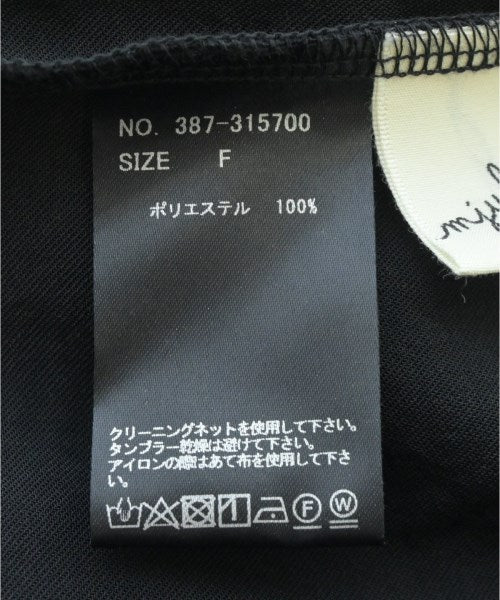 NO. 387-315700
SIZE F
ポリエステル 100%
クリーニングネットを使用して下さい。
タンブラー乾燥は避けて下さい。
アイロンの際はあて布を使用して下さ
い。
F W